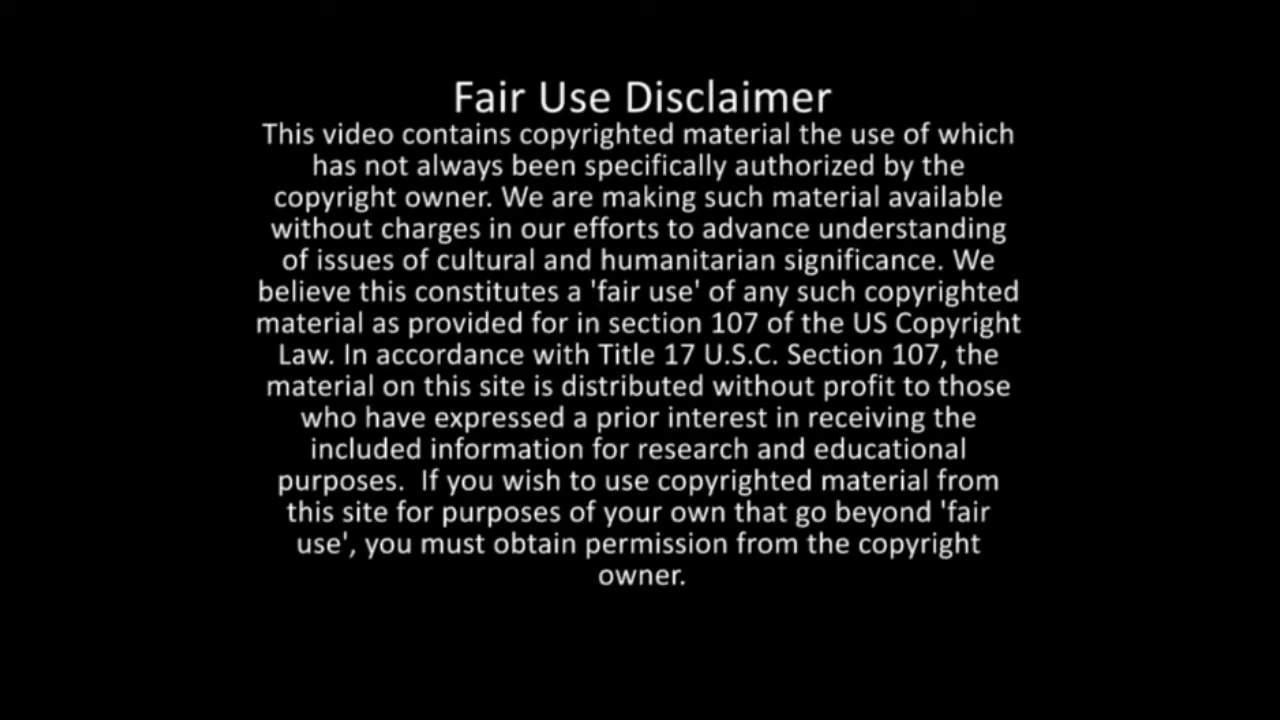 Fair Use Disclaimer
This video contains copyrighted material the use of which
has not always been specifically authorized by the
copyright owner. We are making such material available
without charges in our efforts to advance understanding
of issues of cultural and humanitarian significance. We
believe this constitutes a 'fair use' of any such copyrighted
material as provided for in section 107 of the US Copyright
Law. In accordance with Title 17 U.S.C. Section 107, the
material on this site is distributed without profit to those
who have expressed a prior interest in receiving the
included information for research and educational
purposes.  If you wish to use copyrighted material from
this site for purposes of your own that go beyond 'fair
use', you must obtain permission from the copyright
owner.